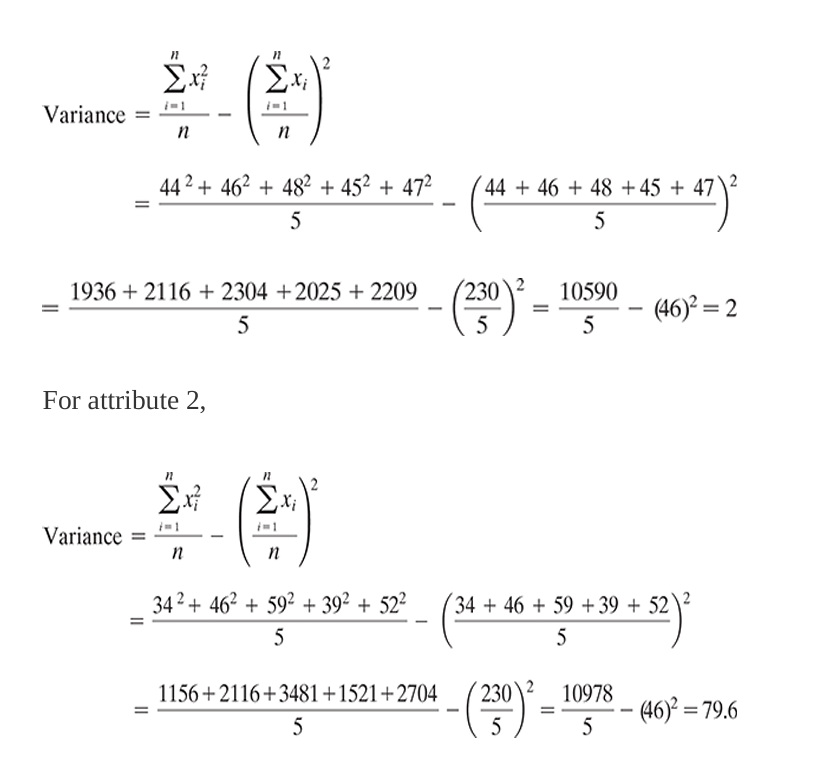 Variance = \frac{\sum_{i=1}^{n} x_i^2}{n} - \left( \frac{\sum_{i=1}^{n} x_i}{n} \right)^2
= \frac{44^2 + 46^2 + 48^2 + 45^2 + 47^2}{5} - \left( \frac{44 + 46 + 48 + 45 + 47}{5} \right)^2
= \frac{1936 + 2116 + 2304 + 2025 + 2209}{5} - \left( \frac{230}{5} \right)^2 = \frac{10590}{5} - (46)^2 = 2
For attribute 2,
Variance = \frac{\sum_{i=1}^{n} x_i^2}{n} - \left( \frac{\sum_{i=1}^{n} x_i}{n} \right)^2
= \frac{34^2 + 46^2 + 59^2 + 39^2 + 52^2}{5} - \left( \frac{34 + 46 + 59 + 39 + 52}{5} \right)^2
= \frac{1156 + 2116 + 3481 + 1521 + 2704}{5} - \left( \frac{230}{5} \right)^2 = \frac{10978}{5} - (46)^2 = 79.6